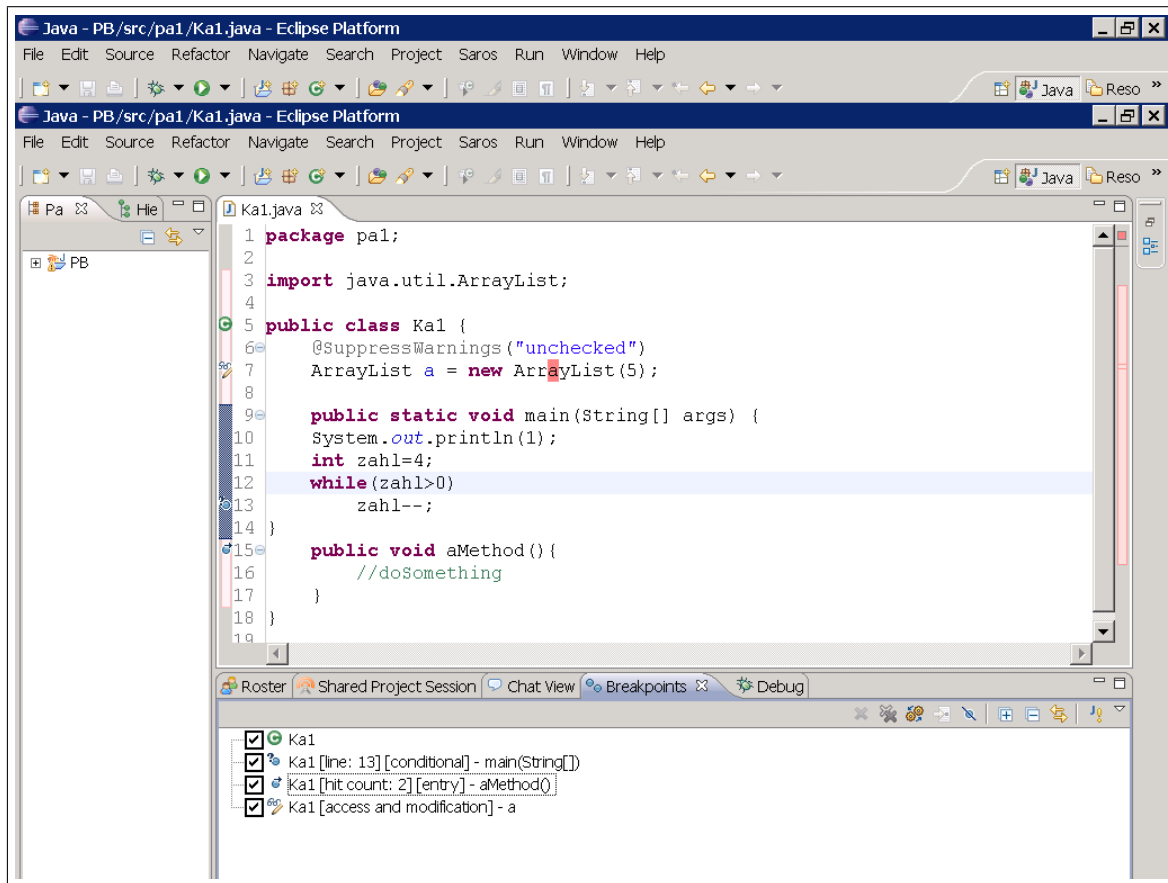 Java - PB/src/pa1/Ka1.java - Eclipse Platform
File Edit Source Refactor Navigate Search Project Saros Run Window Help
Java Reso »
Java - PB/src/pa1/Ka1.java - Eclipse Platform
File Edit Source Refactor Navigate Search Project Saros Run Window Help
Java Reso »
Pa Hie
Ka1.java
PB
1 package pa1;
2
3 import java.util.ArrayList;
4
5 public class Ka1 {
6 @SuppressWarnings("unchecked")
7 ArrayList a = new ArrayList(5);
8
9 public static void main(String[] args) {
10 System.out.println(1);
11 int zahl=4;
12 while(zahl>0)
13 zahl--;
14 }
15 public void aMethod(){
16 //doSomething
17 }
18 }
19
Roster Shared Project Session Chat View Breakpoints Debug
Ka1
Ka1 [line: 13] [conditional] - main(String[])
Ka1 [hit count: 2] [entry] - aMethod()
Ka1 [access and modification] - a